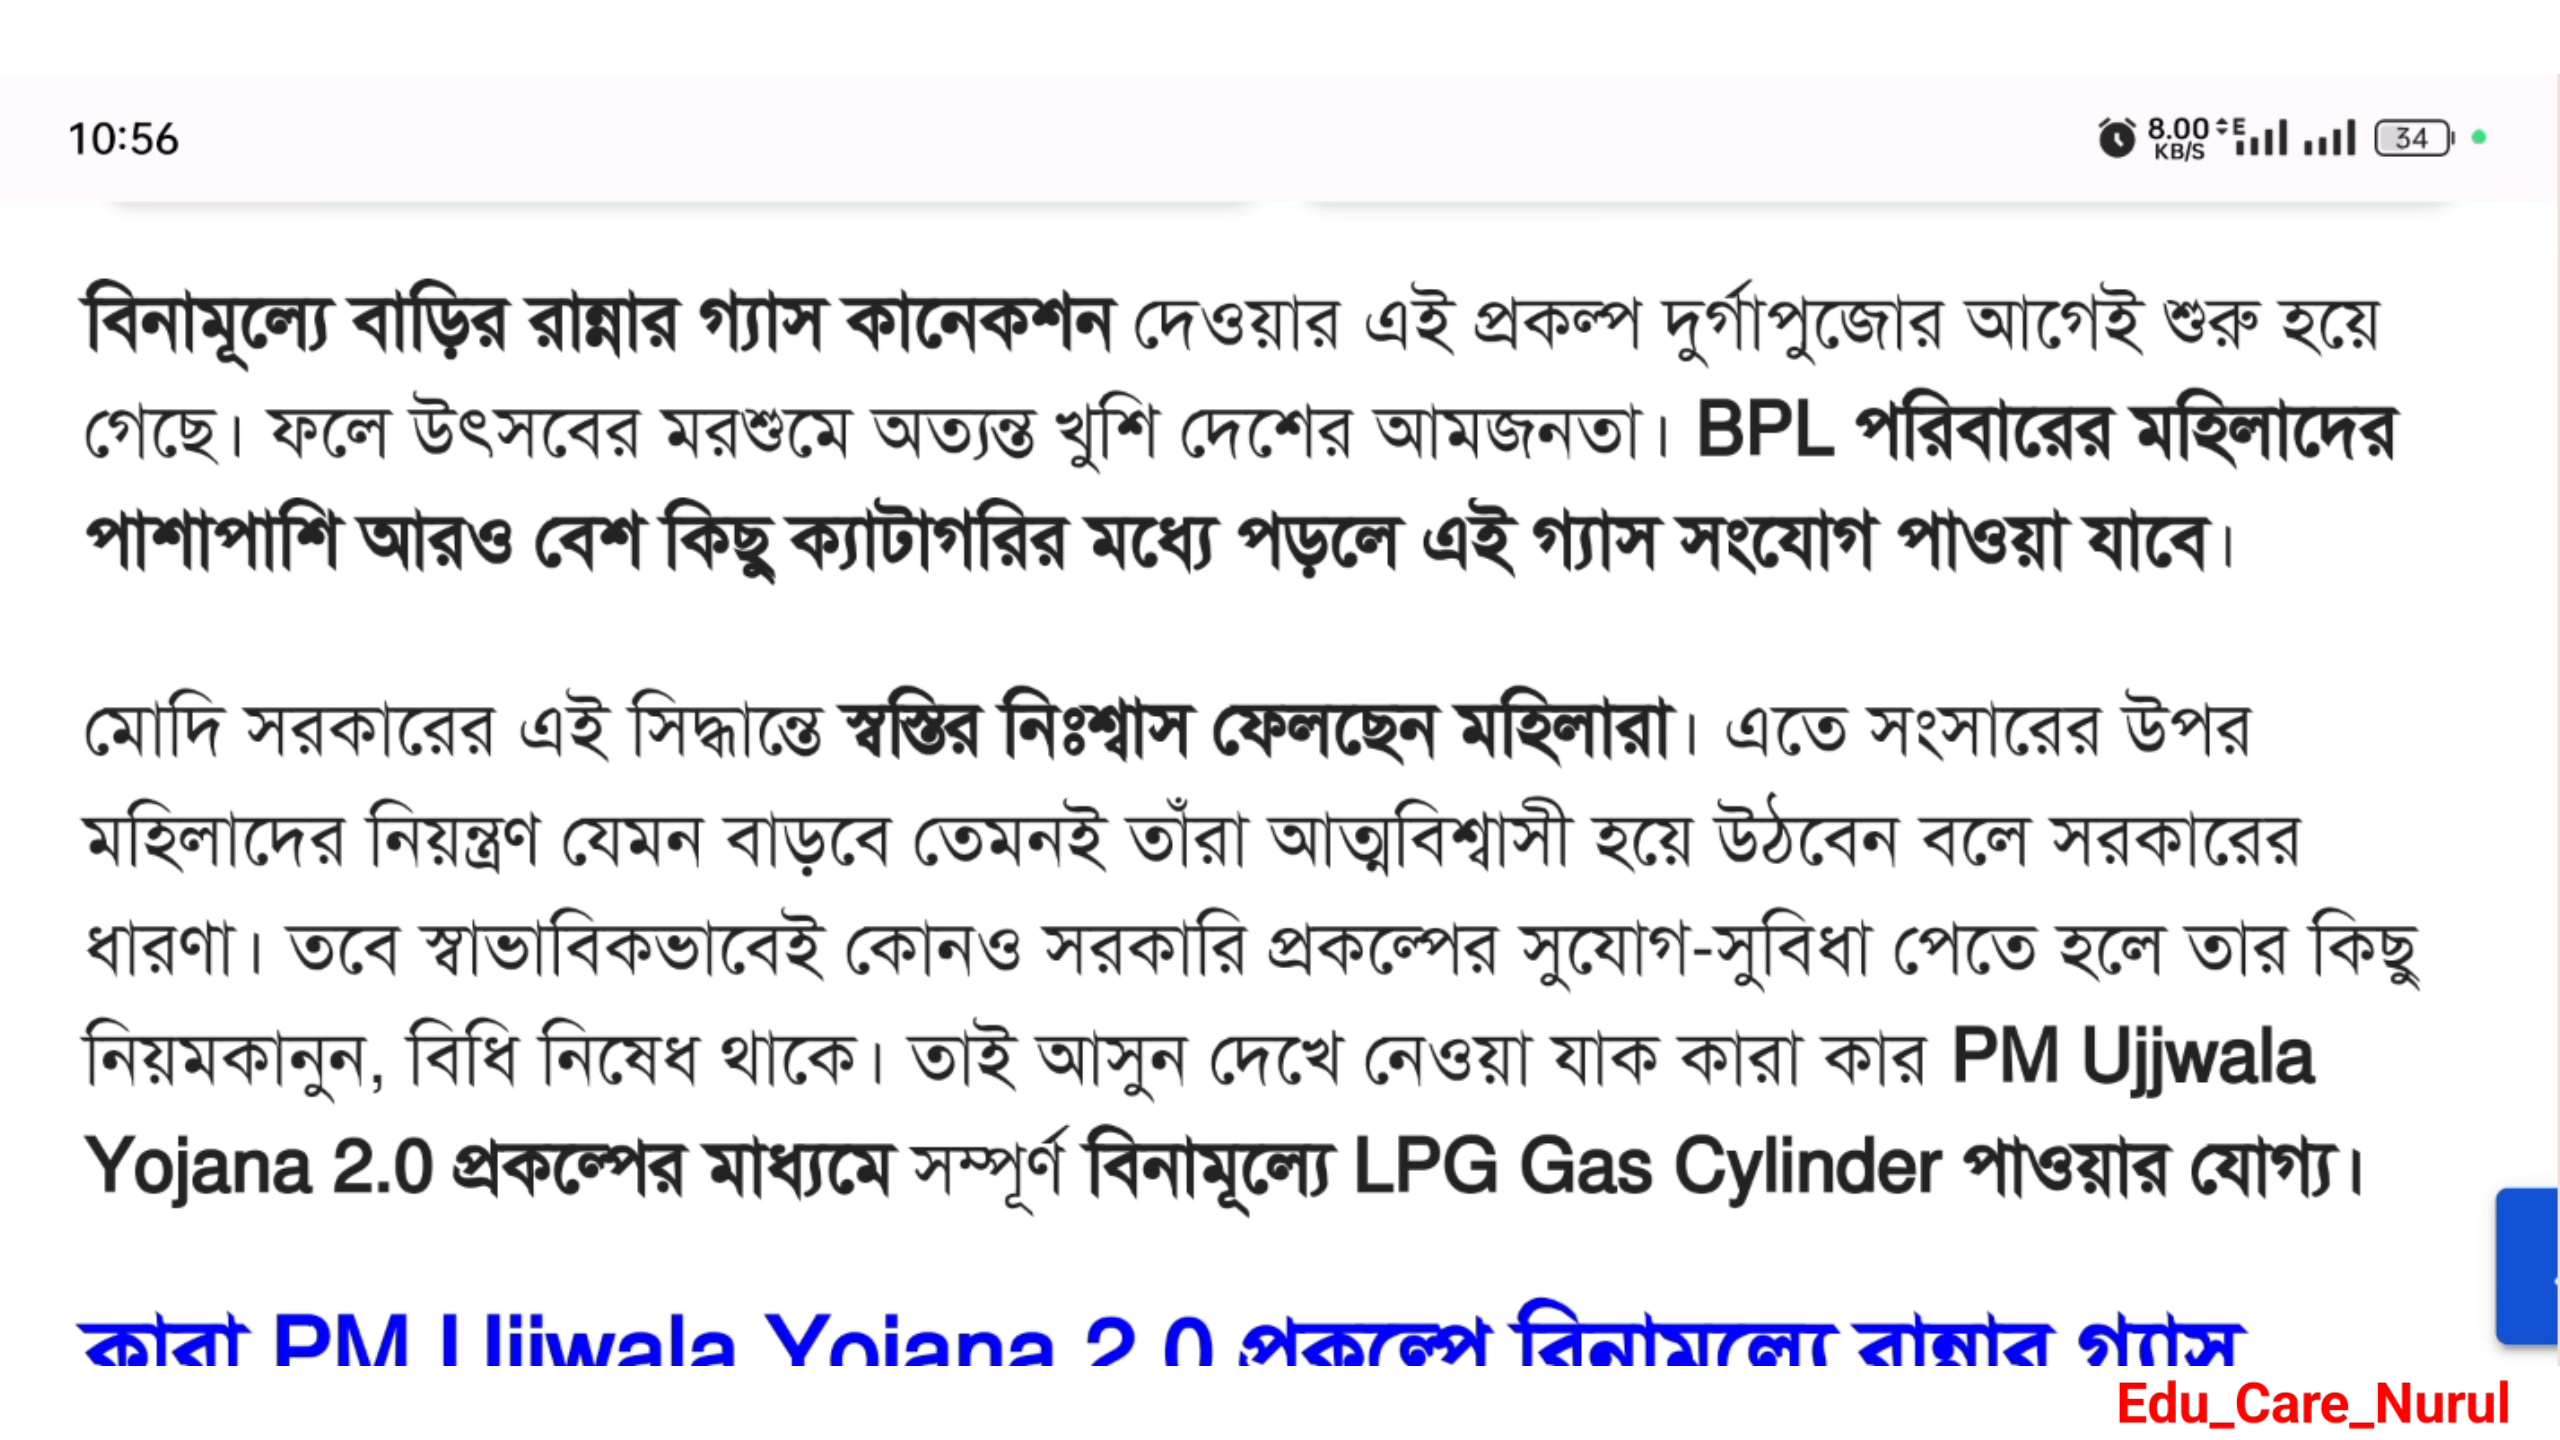 10:56
8.00 KB/S E 34
বিনামূল্যে বাড়ির রান্নার গ্যাস কানেকশন দেওয়ার এই প্রকল্প দুর্গাপুজোর আগেই শুরু হয়ে
গেছে। ফলে উৎসবের মরশুমে অত্যন্ত খুশি দেশের আমজনতা। BPL পরিবারের মহিলাদের
পাশাপাশি আরও বেশ কিছু ক্যাটাগরির মধ্যে পড়লে এই গ্যাস সংযোগ পাওয়া যাবে।
মোদি সরকারের এই সিদ্ধান্তে স্বস্তির নিঃশ্বাস ফেলছেন মহিলারা। এতে সংসারের উপর
মহিলাদের নিয়ন্ত্রণ যেমন বাড়বে তেমনই তাঁরা আত্মবিশ্বাসী হয়ে উঠবেন বলে সরকারের
ধারণা। তবে স্বাভাবিকভাবেই কোনও সরকারি প্রকল্পের সুযোগ-সুবিধা পেতে হলে তার কিছু
নিয়মকানুন, বিধি নিষেধ থাকে। তাই আসুন দেখে নেওয়া যাক কারা কার PM Ujjwala
Yojana 2.0 প্রকল্পের মাধ্যমে সম্পূর্ণ বিনামূল্যে LPG Gas Cylinder পাওয়ার যোগ্য।
কারা PM Ujjwala Yojana 2.0 প্রকল্পে বিনামূল্যে রান্নার গ্যাস
Edu_Care_Nurul